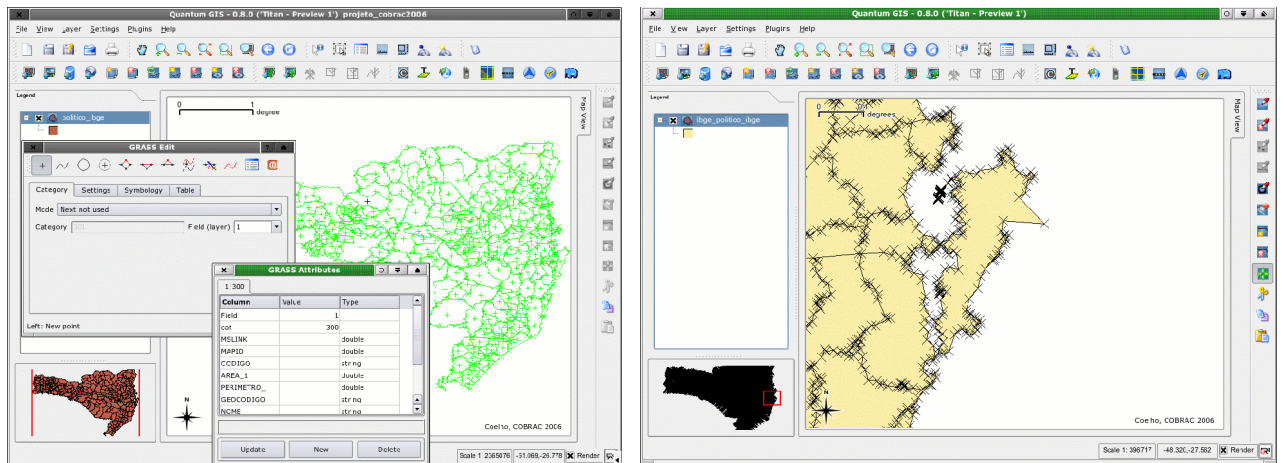 Quantum GIS - 0.8.0 ('Titan - Preview 1') projeto_cobrac2006
File View Layer Settings Plugins Help
Legend
politico_ibge
0 1
degree
Map View
GRASS Edit
Category Settings Symbology Table
Mode Next not used
Category 301 Field (layer) 1
Left: New point
GRASS Attributes
1:300
Column Value Type
Field 1
cat 300
MSLINK double
MAPID double
CODIGO string
AREA_1 double
PERIMETRO_ double
GEOCODIGO string
NOME string
Update New Delete
N
Coelho, COBRAC 2006
Scale 1: 2365076 -51.069,-26.778 Render
Quantum GIS - 0.8.0 ('Titan - Preview 1')
File View Layer Settings Plugins Help
Legend
ibge_politico_ibge
0
degrees
Map View
N
Coelho, COBRAC 2006
Scale 1: 396717 -48.320,-27.582 Render